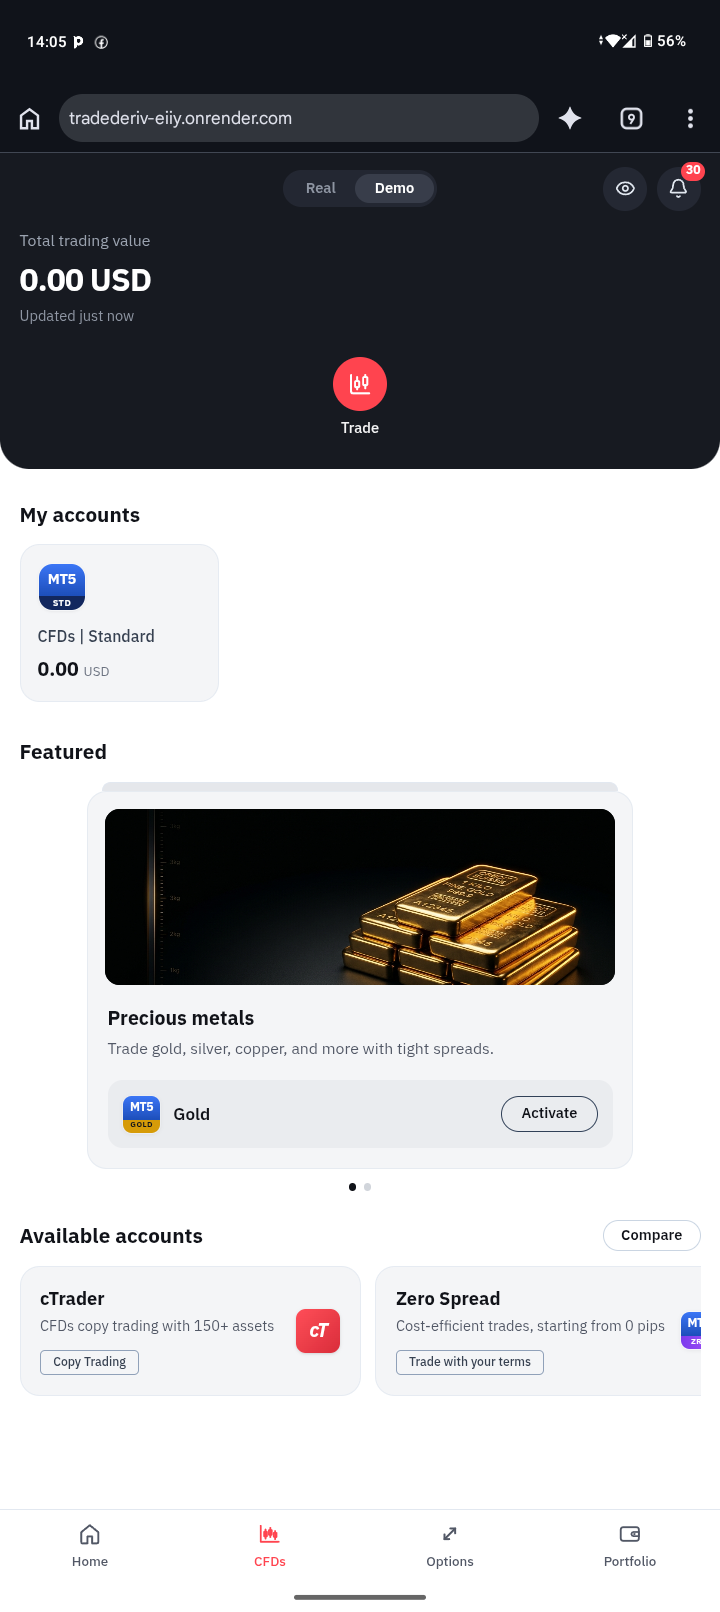 14:05
56%
tradederiv-eiiy.onrender.com
9
Real
Demo
30
Total trading value
0.00 USD
Updated just now
Trade
My accounts
MT5
STD
CFDs | Standard
0.00 USD
Featured
Precious metals
Trade gold, silver, copper, and more with tight spreads.
MT5
GOLD
Gold
Activate
Available accounts
Compare
cTrader
CFDs copy trading with 150+ assets
cT
Copy Trading
Zero Spread
Cost-efficient trades, starting from 0 pips
Trade with your terms
Home
CFDs
Options
Portfolio